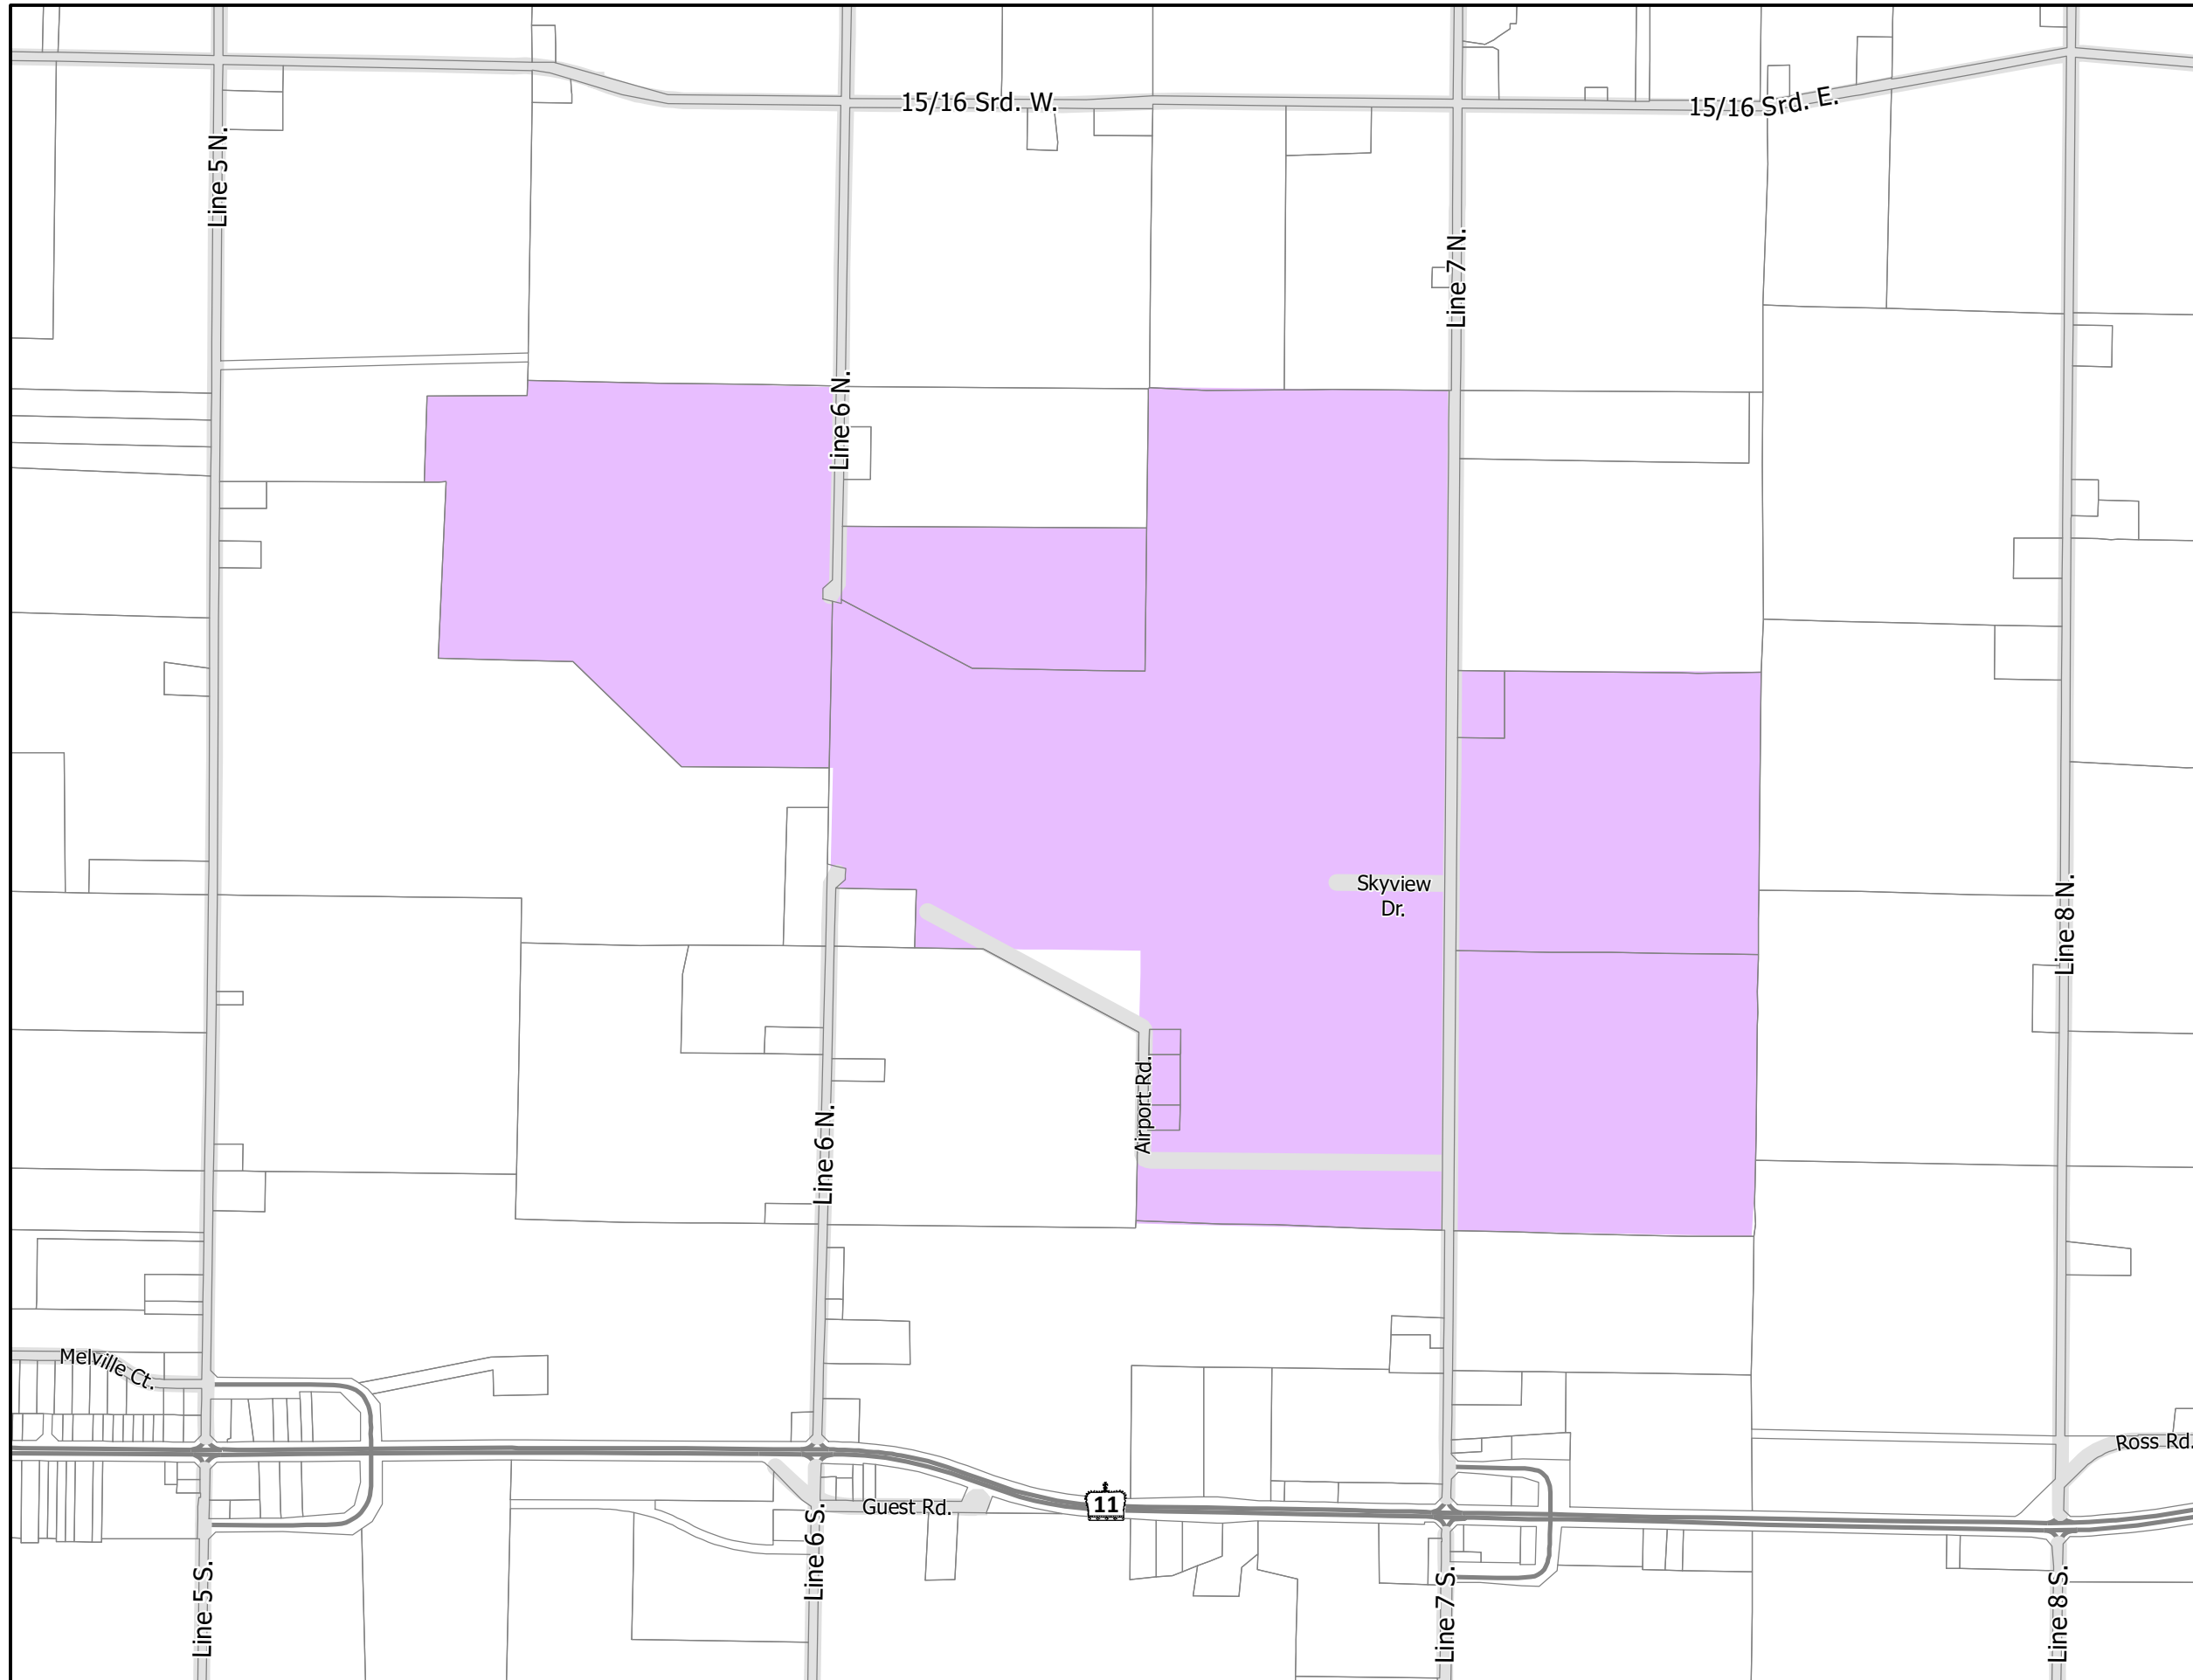 15/16 Srd. W.
15/16 Srd. E.
Line 5 N.
Line 7 N.
Line 6 N.
Skyview
Dr.
Line 8 N.
Airport Rd.
Line 6 N.
Melville Ct.
Ross Rd.
Guest Rd.
11
Line 5 S.
Line 6 S.
Line 7 S.
Line 8 S.